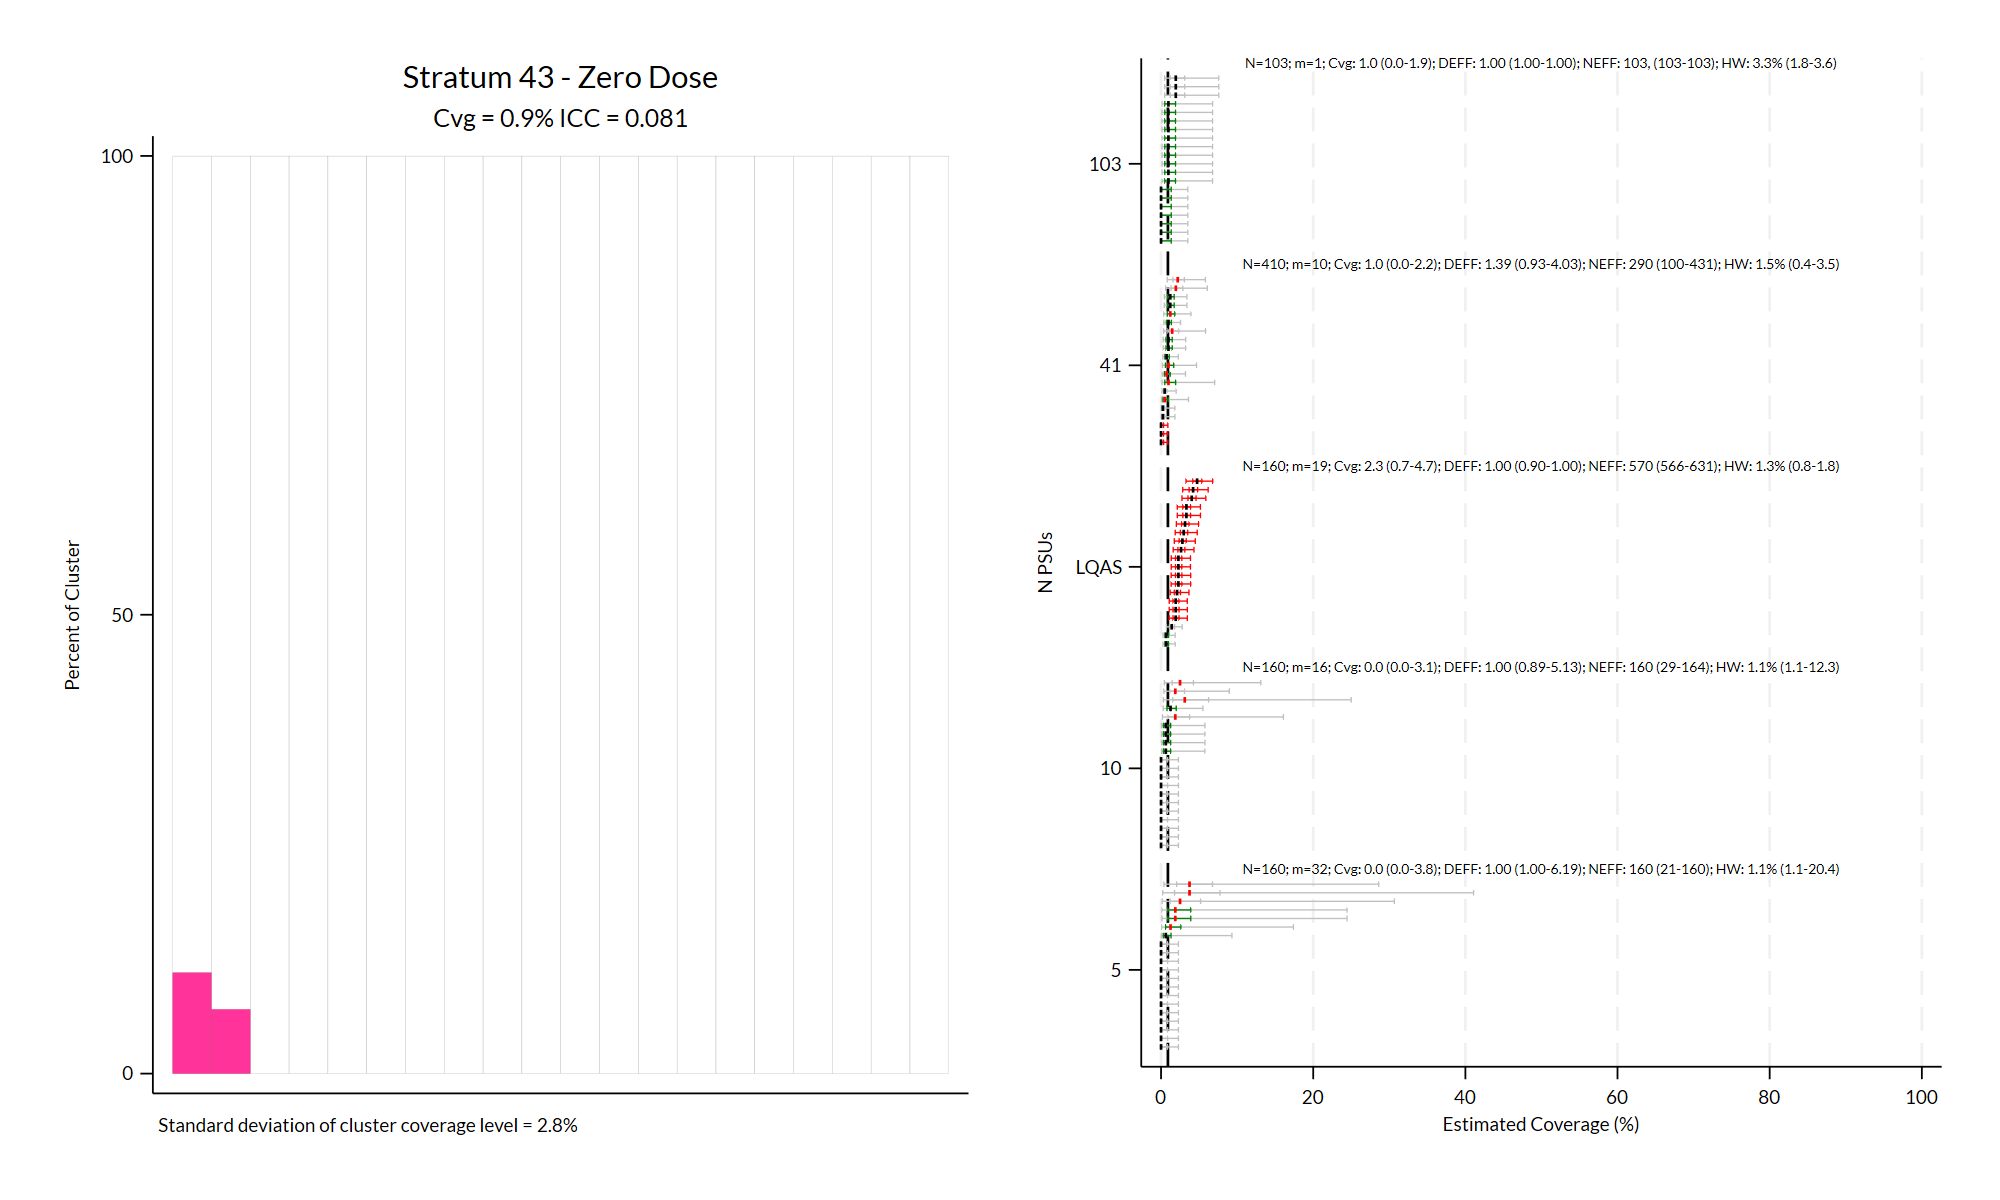 Stratum 43 - Zero Dose
Cvg = 0.9% ICC = 0.081
100
50
0
Percent of Cluster
Standard deviation of cluster coverage level = 2.8%
N=103; m=1; Cvg: 1.0 (0.0-1.9); DEFF: 1.00 (1.00-1.00); NEFF: 103, (103-103); HW: 3.3% (1.8-3.6)
103
N=410; m=10; Cvg: 1.0 (0.0-2.2); DEFF: 1.39 (0.93-4.03); NEFF: 290 (100-431); HW: 1.5% (0.4-3.5)
41
N=160; m=19; Cvg: 2.3 (0.7-4.7); DEFF: 1.00 (0.90-1.00); NEFF: 570 (566-631); HW: 1.3% (0.8-1.8)
N PSUs
LQAS
N=160; m=16; Cvg: 0.0 (0.0-3.1); DEFF: 1.00 (0.89-5.13); NEFF: 160 (29-164); HW: 1.1% (1.1-12.3)
10
N=160; m=32; Cvg: 0.0 (0.0-3.8); DEFF: 1.00 (1.00-6.19); NEFF: 160 (21-160); HW: 1.1% (1.1-20.4)
5
0 20 40 60 80 100
Estimated Coverage (%)